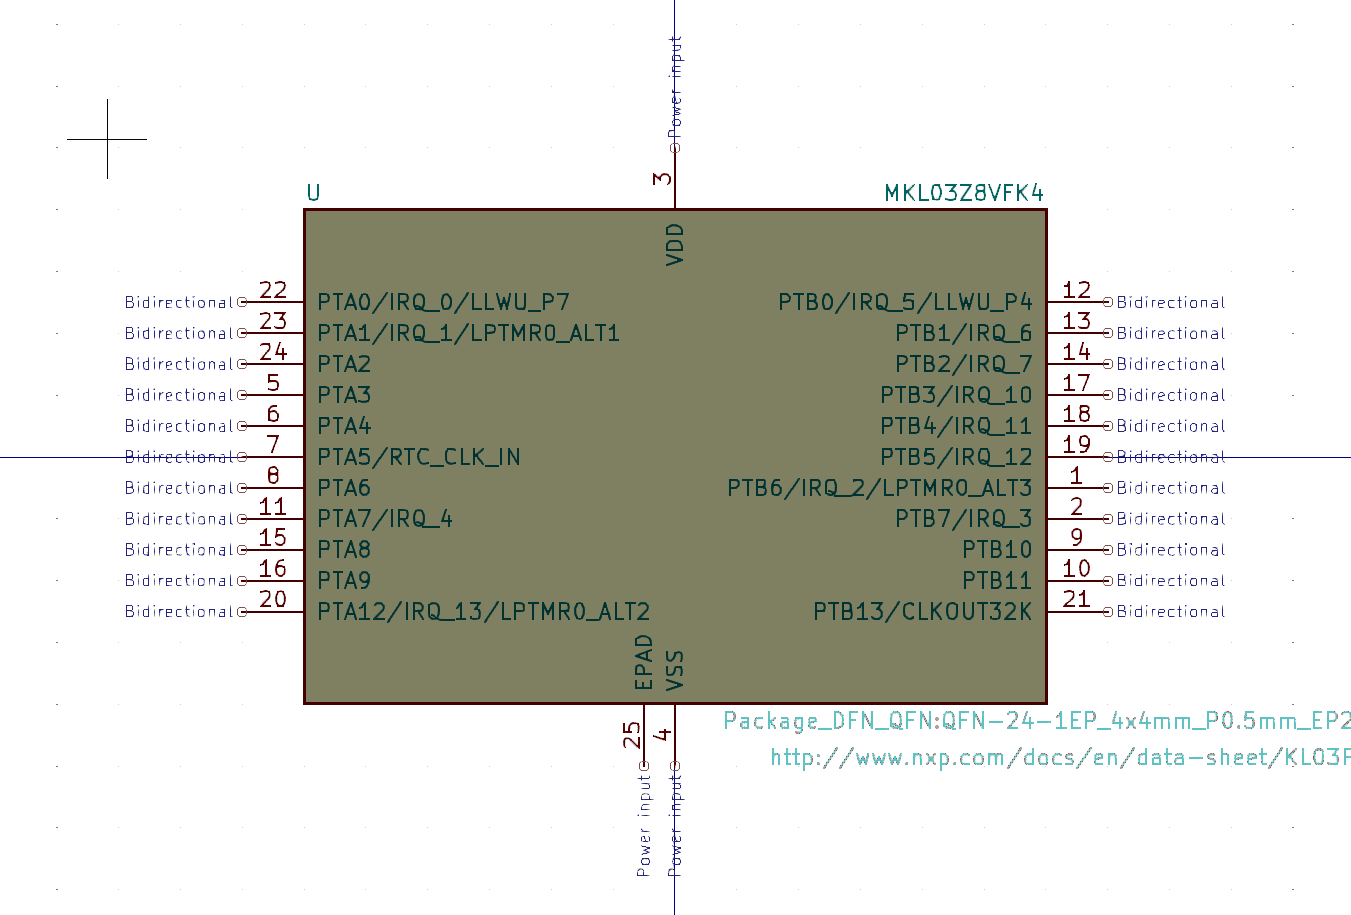 Power input
3
U
MKL03Z8VFK4
VDD
Bidirectional 22 PTA0/IRQ_0/LLWU_P7 PTB0/IRQ_5/LLWU_P4 12 Bidirectional
Bidirectional 23 PTA1/IRQ_1/LPTMR0_ALT1 PTB1/IRQ_6 13 Bidirectional
Bidirectional 24 PTA2 PTB2/IRQ_7 14 Bidirectional
Bidirectional 5 PTA3 PTB3/IRQ_10 17 Bidirectional
Bidirectional 6 PTA4 PTB4/IRQ_11 18 Bidirectional
Bidirectional 7 PTA5/RTC_CLK_IN PTB5/IRQ_12 19 Bidirectional
Bidirectional 8 PTA6 PTB6/IRQ_2/LPTMR0_ALT3 1 Bidirectional
Bidirectional 11 PTA7/IRQ_4 PTB7/IRQ_3 2 Bidirectional
Bidirectional 15 PTA8 PTB10 9 Bidirectional
Bidirectional 16 PTA9 PTB11 10 Bidirectional
Bidirectional 20 PTA12/IRQ_13/LPTMR0_ALT2 PTB13/CLKOUT32K 21 Bidirectional
EPAD
VSS
25
4
Package_DFN_QFN:QFN-24-1EP_4x4mm_P0.5mm_EP2
http://www.nxp.com/docs/en/data-sheet/KL03P
Power input
Power input